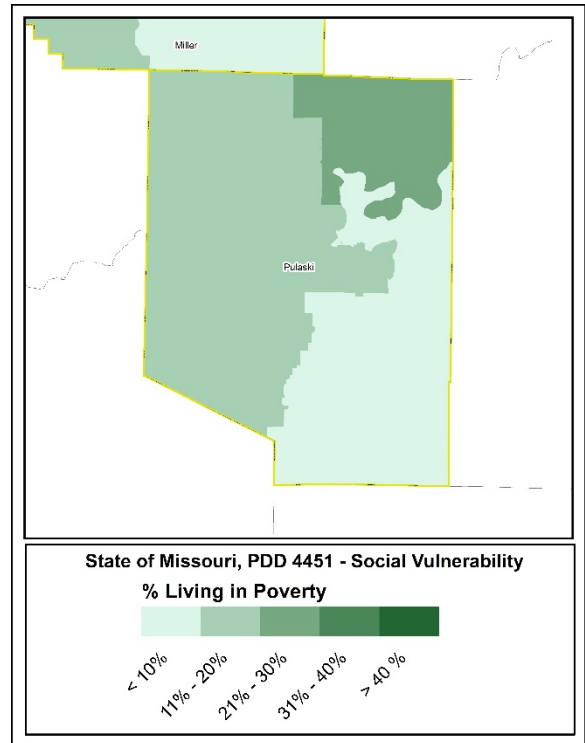 Miller
Pulaski
State of Missouri, PDD 4451 - Social Vulnerability
% Living in Poverty
< 10%
11% - 20%
21% - 30%
31% - 40%
> 40 %